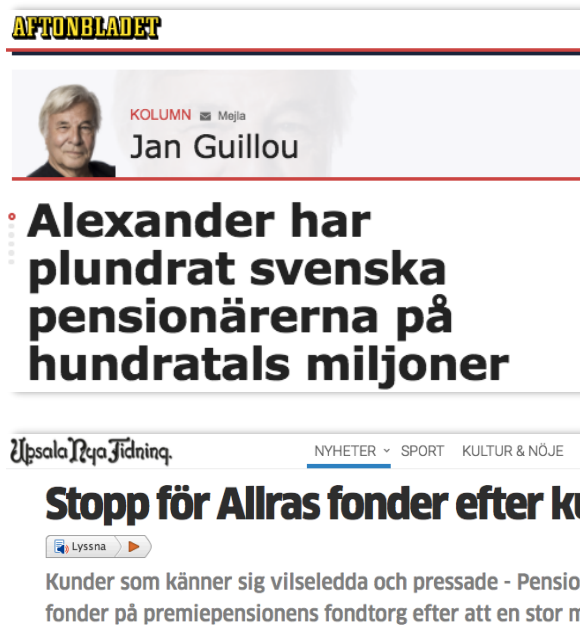 AFTONBLADET
KOLUMN Mejla
Jan Guillou
Alexander har
plundrat svenska
pensionärerna på
hundratals miljoner
Upsala Nya Tidning.
NYHETER SPORT KULTUR & NÖJE
Stopp för Allras fonder efter
Lyssna
Kunder som känner sig vilseledda och pressade - Pensio
fonder på premiepensionens fondtorg efter att en stor